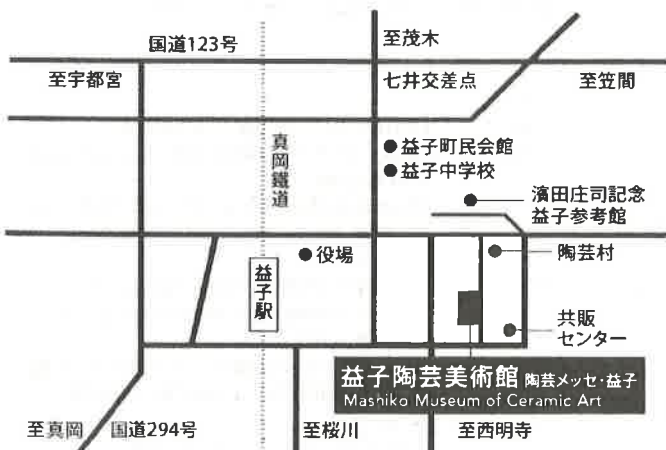 国道123号
至茂木
至宇都宮
七井交差点
至笠間
真岡鐵道
●益子町民会館
●益子中学校
濱田庄司記念
益子参考館
●役場
陶芸村
益子駅
共販
センター
益子陶芸美術館 陶芸メッセ・益子
Mashiko Museum of Ceramic Art
至真岡
国道294号
至桜川
至西明寺